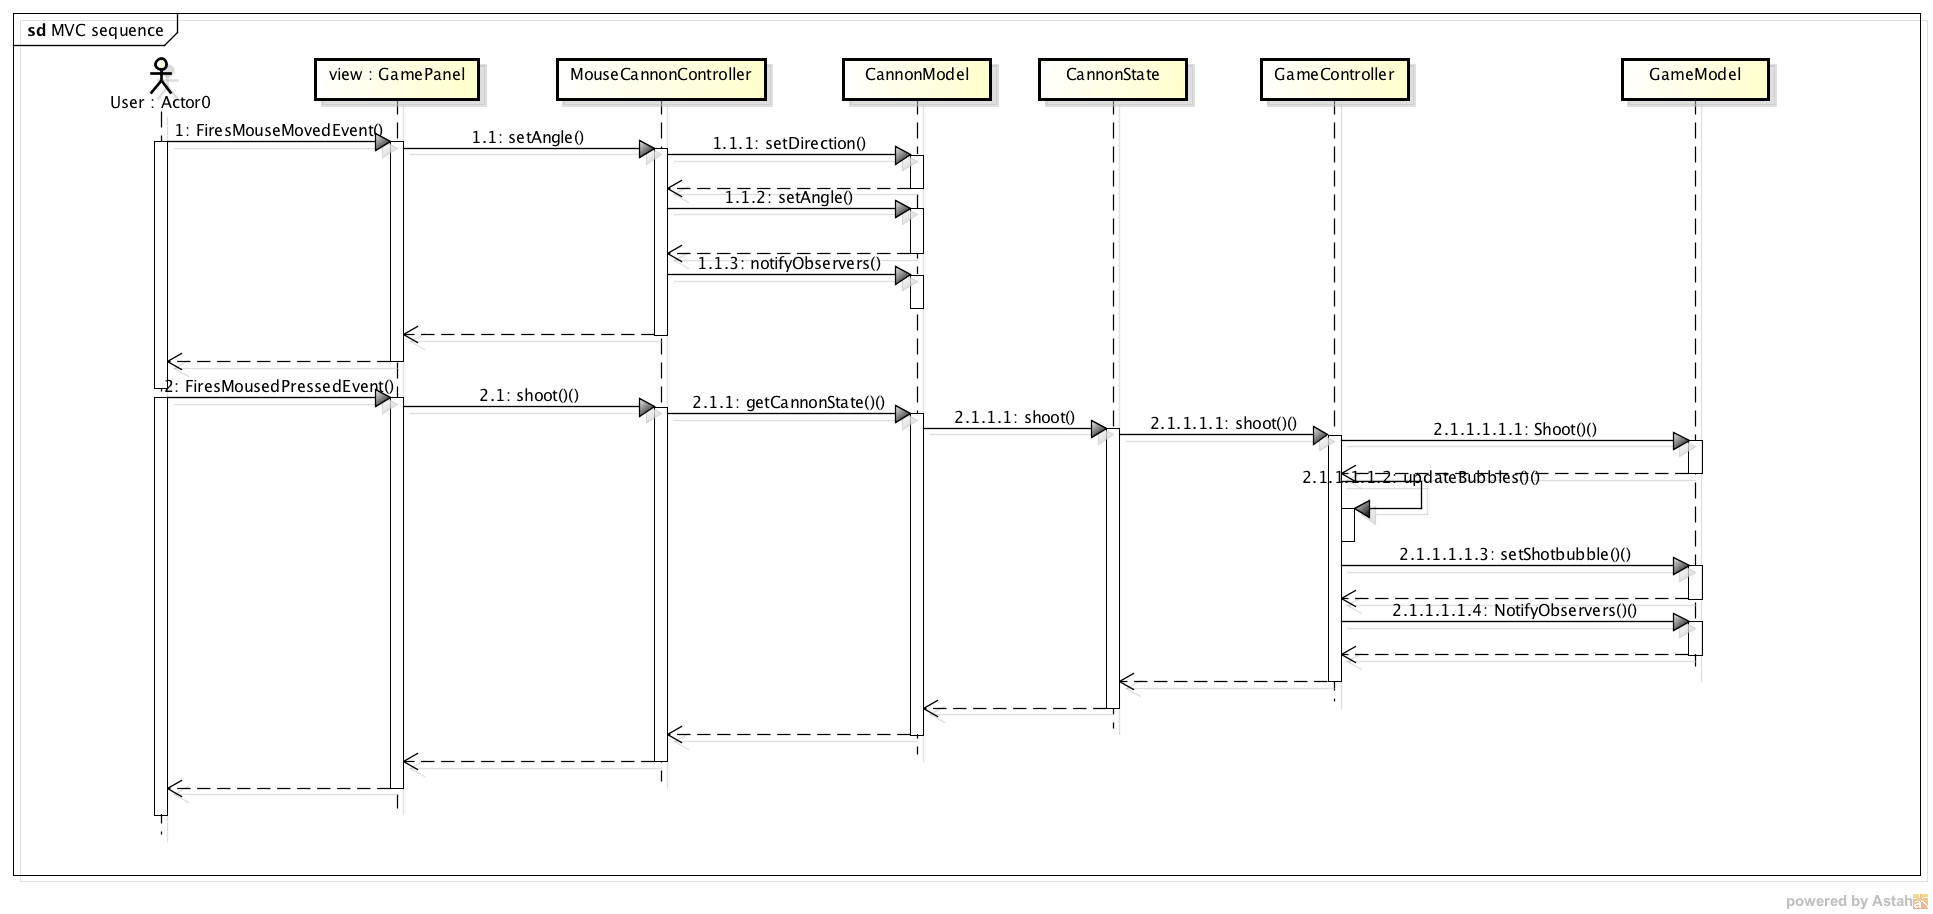 sd MVC sequence
User : Actor0
view : GamePanel
MouseCannonController
CannonModel
CannonState
GameController
GameModel
1: FiresMouseMovedEvent()
1.1: setAngle()
1.1.1: setDirection()
1.1.2: setAngle()
1.1.3: notifyObservers()
2: FiresMousedPressedEvent()
2.1: shoot()()
2.1.1: getCannonState()()
2.1.1.1: shoot()
2.1.1.1.1: shoot()()
2.1.1.1.1.1: Shoot()()
2.1.1.1.1.2: updateBubbles()()
2.1.1.1.1.3: setShotbubble()()
2.1.1.1.1.4: NotifyObservers()()
powered by Astah